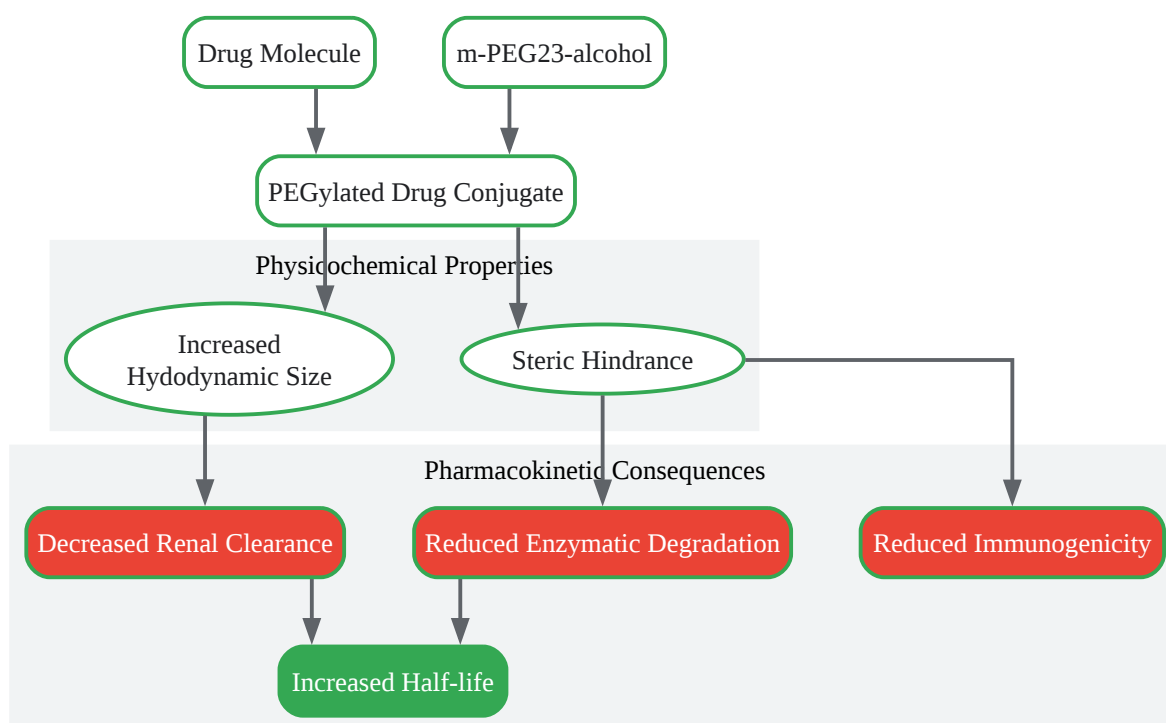 Drug Molecule
m-PEG23-alcohol
PEGylated Drug Conjugate
Physicochemical Properties
Increased
Hydodynamic Size
Steric Hindrance
Pharmacokinetic Consequences
Decreased Renal Clearance
Reduced Enzymatic Degradation
Reduced Immunogenicity
Increased Half-life